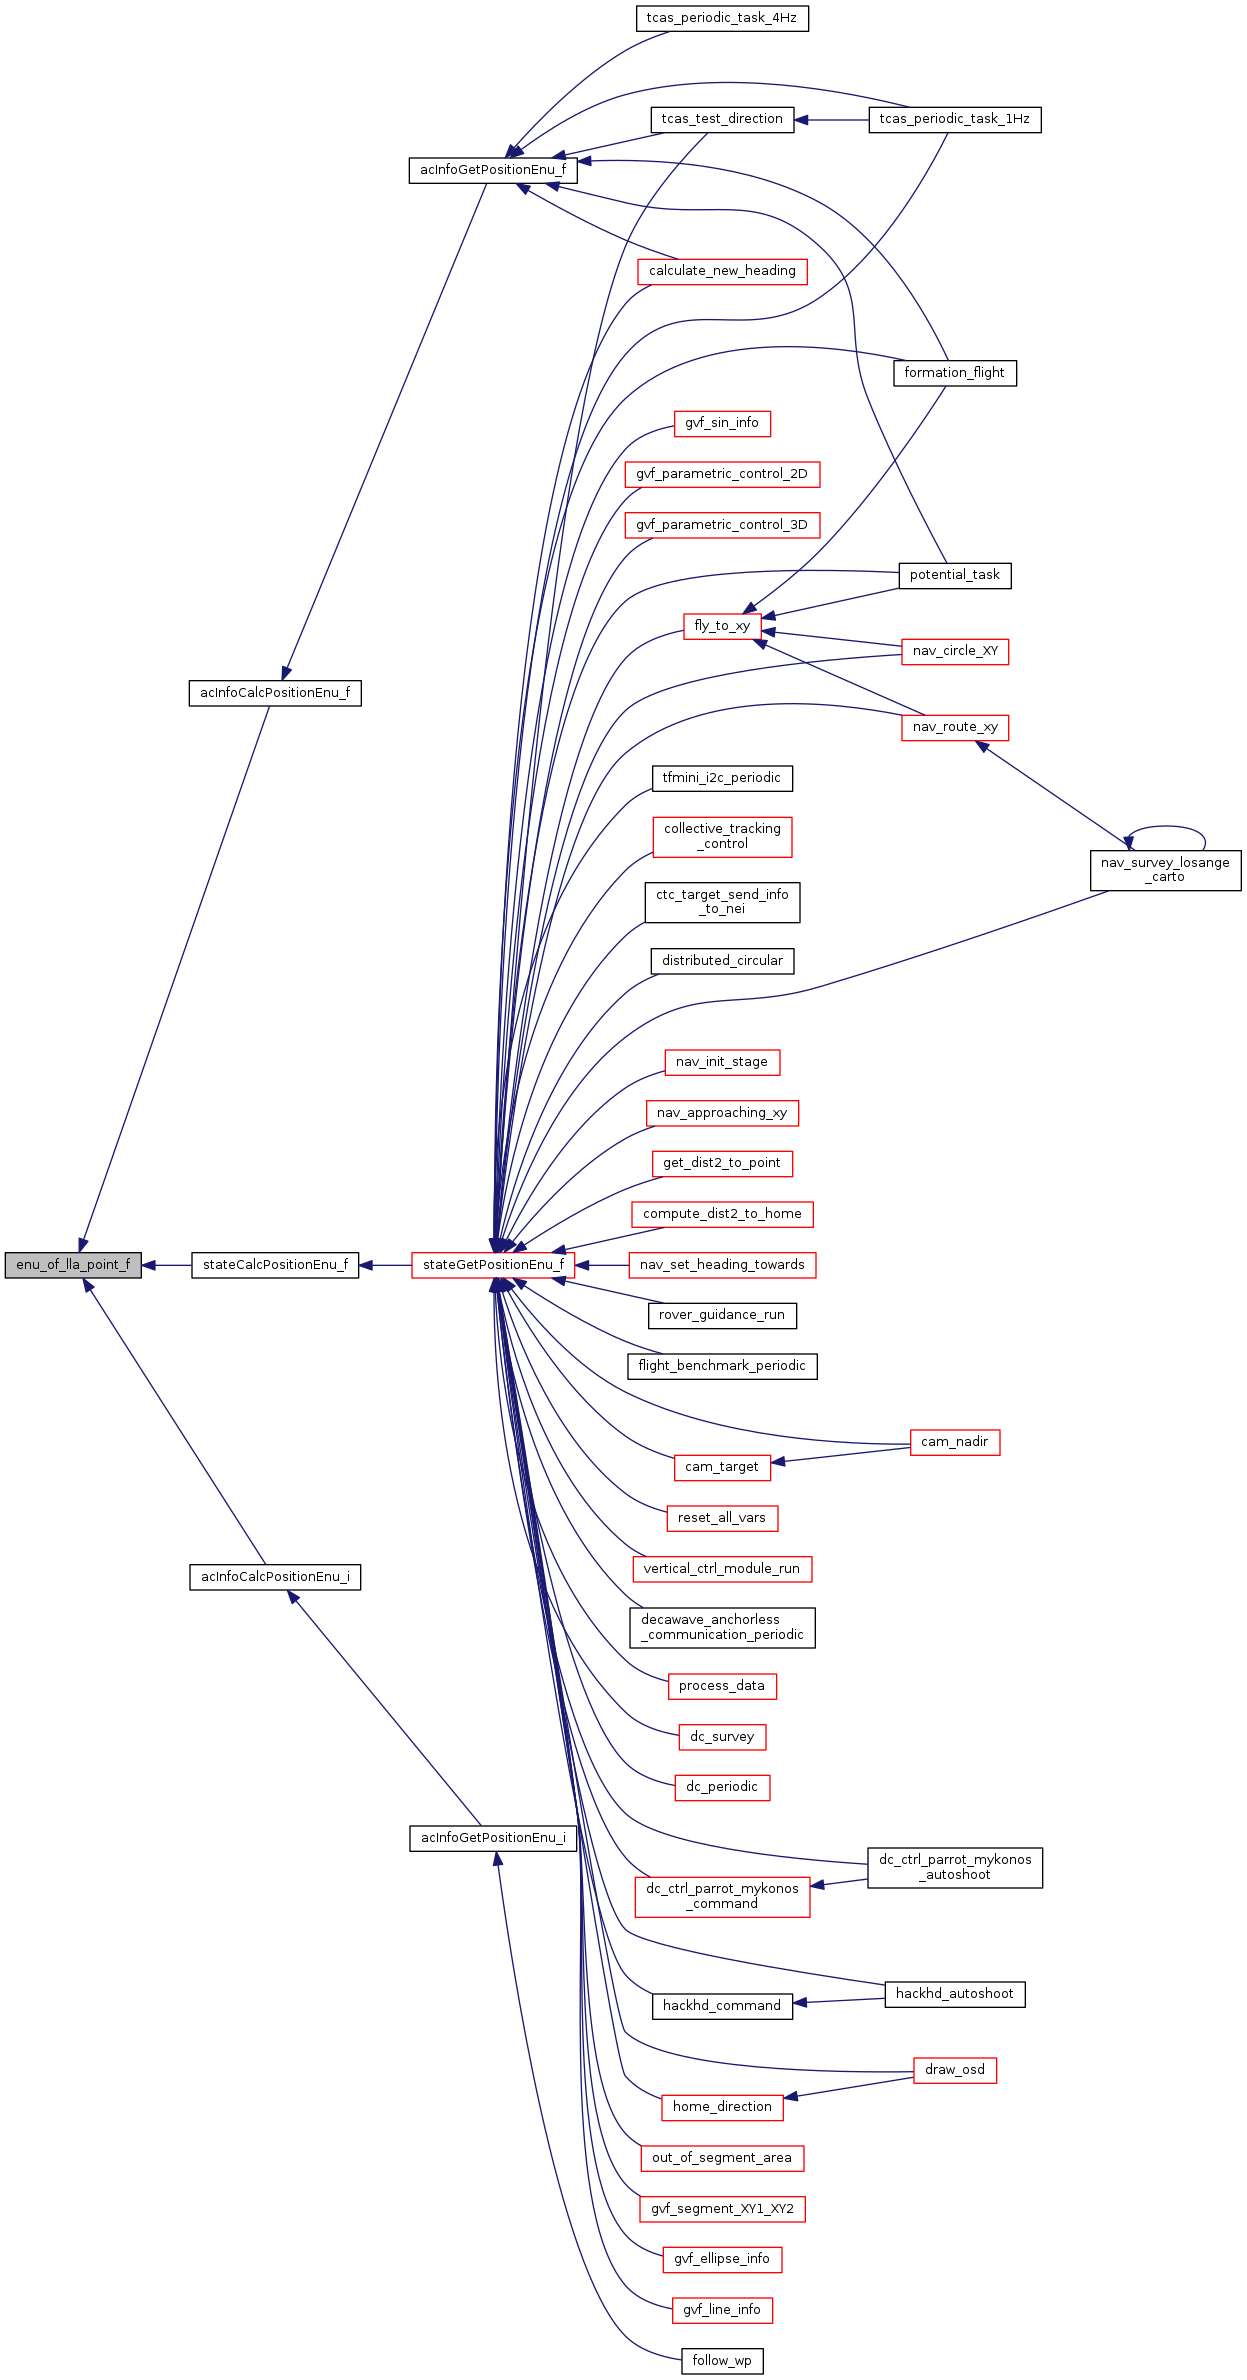 tcas_periodic_task_4Hz
tcas_test_direction
tcas_periodic_task_1Hz
acInfoGetPositionEnu_f
calculate_new_heading
formation_flight
gvf_sin_info
gvf_parametric_control_2D
gvf_parametric_control_3D
potential_task
fly_to_xy
nav_circle_XY
acInfoCalcPositionEnu_f
nav_route_xy
tfmini_i2c_periodic
collective_tracking
_control
nav_survey_losange
_carto
ctc_target_send_info
_to_nei
distributed_circular
nav_init_stage
nav_approaching_xy
get_dist2_to_point
compute_dist2_to_home
enu_of_lla_point_f
stateCalcPositionEnu_f
stateGetPositionEnu_f
nav_set_heading_towards
rover_guidance_run
flight_benchmark_periodic
cam_nadir
cam_target
reset_all_vars
vertical_ctrl_module_run
acInfoCalcPositionEnu_i
decawave_anchorless
_communication_periodic
process_data
dc_survey
dc_periodic
acInfoGetPositionEnu_i
dc_ctrl_parrot_mykonos
_autoshoot
dc_ctrl_parrot_mykonos
_command
hackhd_autoshoot
hackhd_command
draw_osd
home_direction
out_of_segment_area
gvf_segment_XY1_XY2
gvf_ellipse_info
gvf_line_info
follow_wp